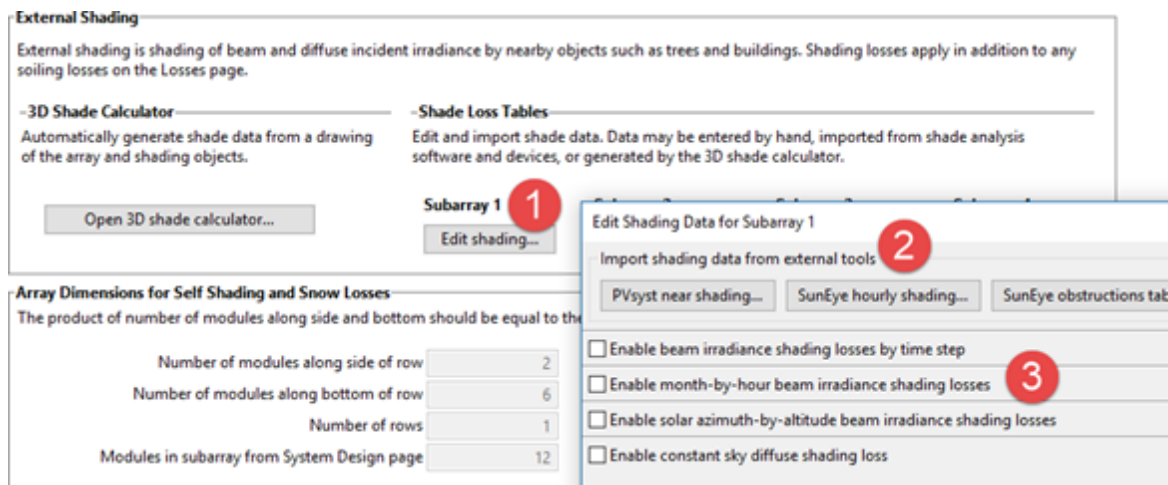 External Shading
External shading is shading of beam and diffuse incident irradiance by nearby objects such as trees and buildings. Shading losses apply in addition to any
soiling losses on the Losses page.
-3D Shade Calculator
Automatically generate shade data from a drawing
of the array and shading objects.
Open 3D shade calculator...
-Shade Loss Tables
Edit and import shade data. Data may be entered by hand, imported from shade analysis
software and devices, or generated by the 3D shade calculator.
Subarray 1
1
Edit shading...
Edit Shading Data for Subarray 1
2
Import shading data from external tools
PVsyst near shading...
SunEye hourly shading...
SunEye obstructions tab
Enable beam irradiance shading losses by time step
Enable month-by-hour beam irradiance shading losses
3
Enable solar azimuth-by-altitude beam irradiance shading losses
Enable constant sky diffuse shading loss
Array Dimensions for Self Shading and Snow Losses
The product of number of modules along side and bottom should be equal to the
Number of modules along side of row 2
Number of modules along bottom of row 6
Number of rows 1
Modules in subarray from System Design page 12